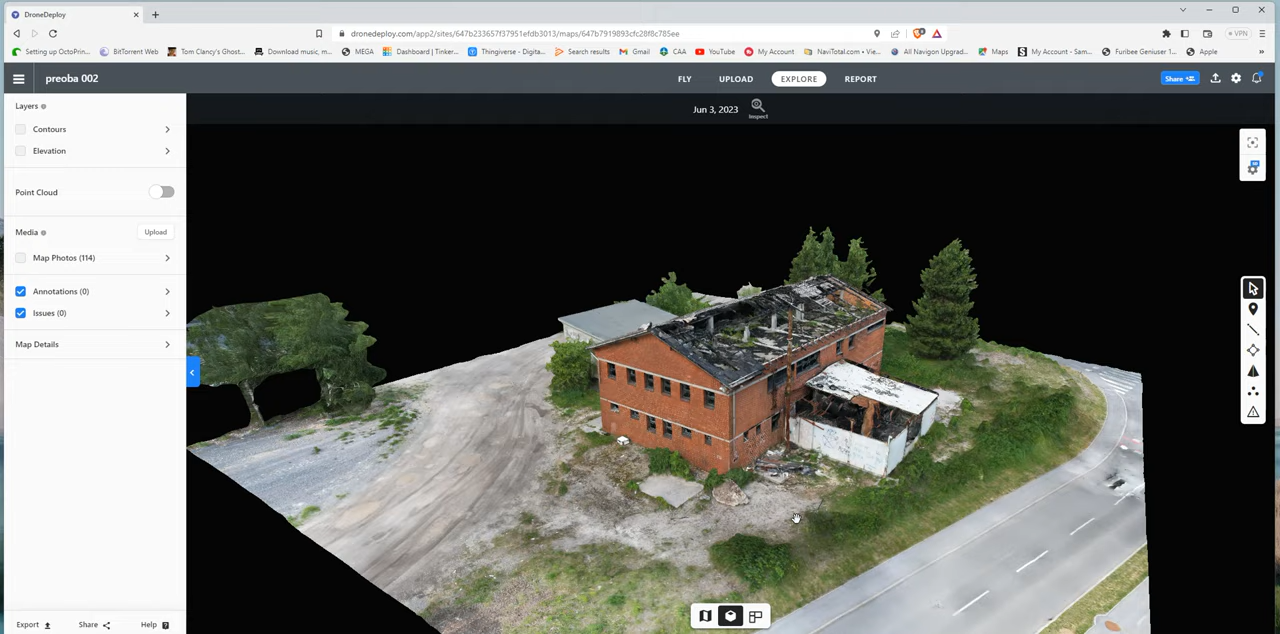 DroneDeploy
dronedeploy.com/app2/sites/647b233657f37951efdb3013/maps/647b7919893cfc28f8c785ee
VPN
Setting up OctoPrin...
BitTorrent Web
Tom Clancy's Ghost...
Download music, m...
MEGA
Dashboard | Tinker...
Thingiverse - Digita...
Search results
Gmail
CAA
YouTube
My Account
NaviTotal.com • Vie...
All Navigon Upgrad...
Maps
My Account - Sam...
Furibee Geniuser 1...
Apple
preoba 002
FLY
UPLOAD
EXPLORE
REPORT
Share
Layers
Jun 3, 2023
Inspect
Contours
Elevation
Point Cloud
Media
Upload
Map Photos (114)
Annotations (0)
Issues (0)
Map Details
Export
Share
Help